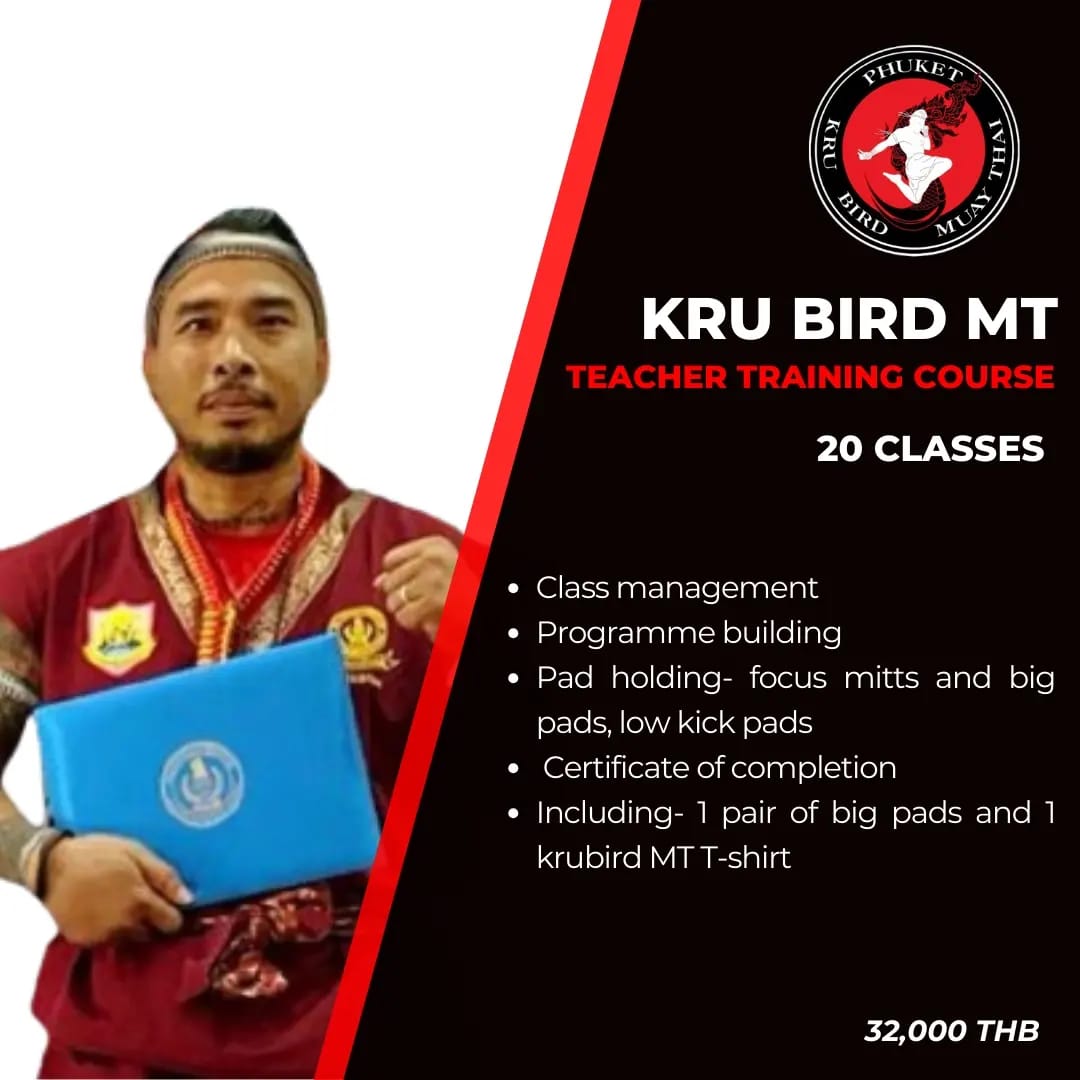 PHUKET
KRU BIRD MUAY THAI
KRU BIRD MT
TEACHER TRAINING COURSE
20 CLASSES
• Class management
• Programme building
• Pad holding- focus mitts and big
pads, low kick pads
• Certificate of completion
• Including- 1 pair of big pads and 1
krubird MT T-shirt
32,000 THB